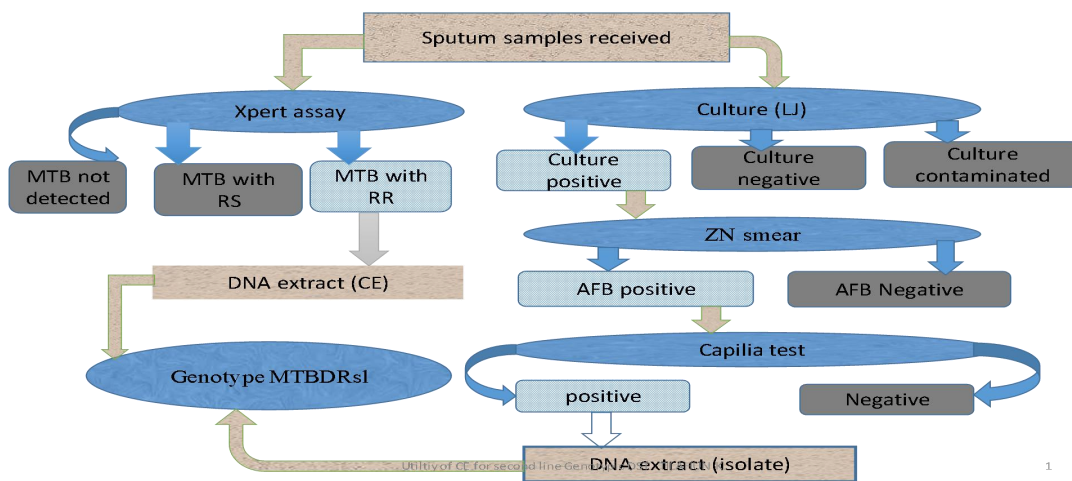 Sputum samples received
Xpert assay
Culture (LJ)
MTB not
detected
MTB with
RS
MTB with
RR
Culture
positive
Culture
negative
Culture
contaminated
ZN smear
DNA extract (CE)
AFB positive
AFB Negative
Capilia test
Genotype MTBDRsl
positive
Negative
DNA extract (isolate)
Utiltiy of CE for second line
1